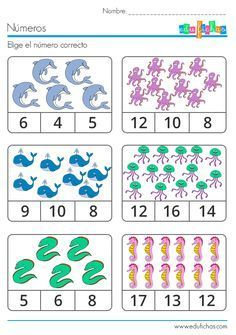 Nombre:
edufichas
Números
Elige el número correcto
6 4 5
12 10 8
9 10 8
12 16 14
5 6 8
17 13 12
www.edufichas.com